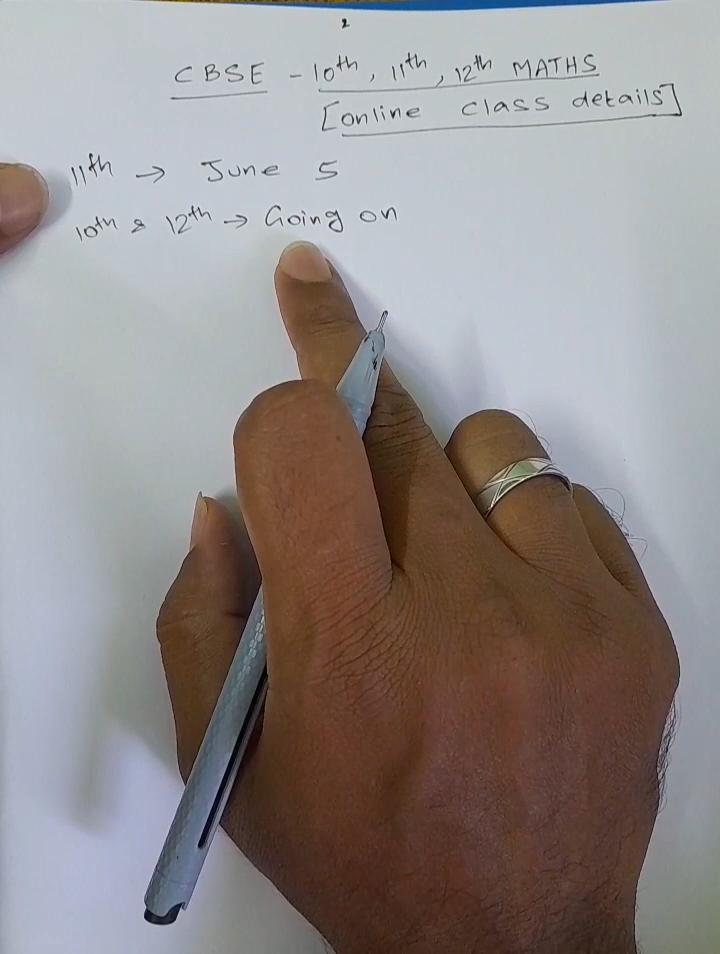 2
CBSE - 10th, 11th, 12th MATHS
[online class details]
11th → June 5
10th & 12th → Going on